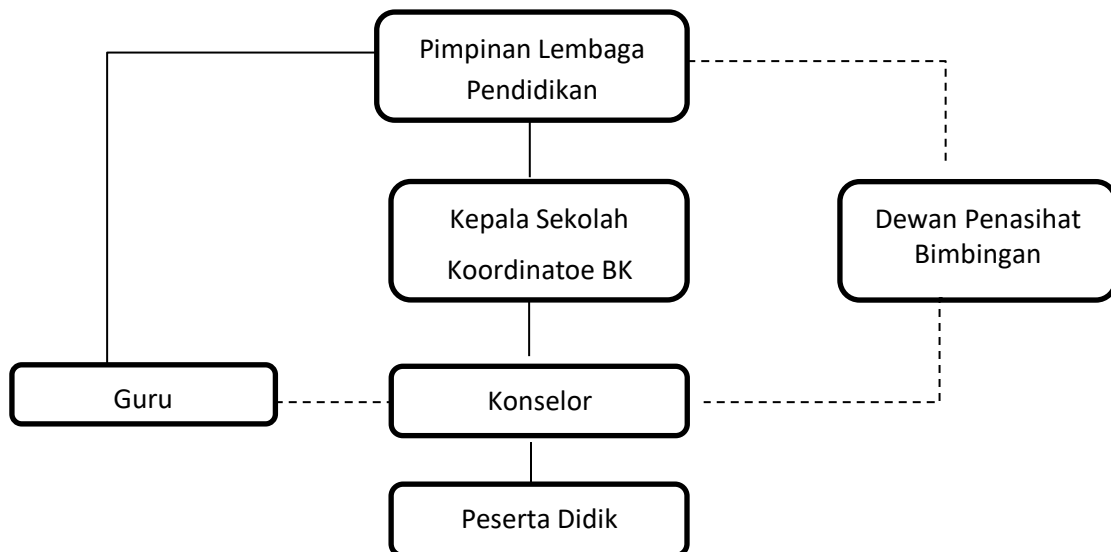 Pimpinan Lembaga
Pendidikan
Kepala Sekolah
Koordinatoe BK
Dewan Penasihat
Bimbingan
Guru
Konselor
Peserta Didik